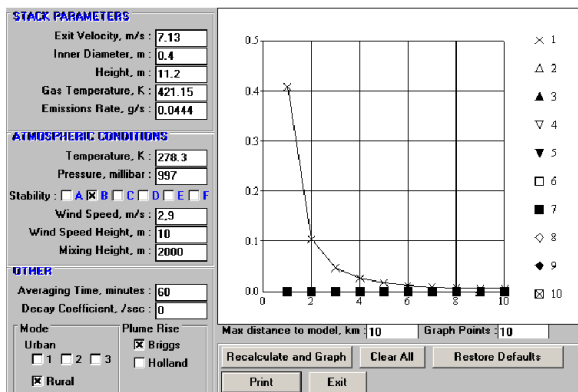 STACK PARAMETERS
Exit Velocity, m/s : 7.13
Inner Diameter, m : 0.4
Height, m : 11.2
Gas Temperature, K : 421.15
Emissions Rate, g/s : 0.0444
ATMOSPHERIC CONDITIONS
Temperature, K : 278.3
Pressure, millibar : 997
Stability : A B C D E F
Wind Speed, m/s : 2,9
Wind Speed Height, m : 10
Mixing Height, m : 2000
OTHER
Averaging Time, minutes : 60
Decay Coefficient, /sec : 0
Mode
Urban
1 2 3
Rural
Plume Rise
Briggs
Holland
0.5
0.4
0.3
0.2
0.1
0
0 2 4 6 8 10
1
2
3
4
5
6
7
8
9
10
Max distance to model, km : 10 Graph Points : 10
Recalculate and Graph Clear All Restore Defaults
Print Exit